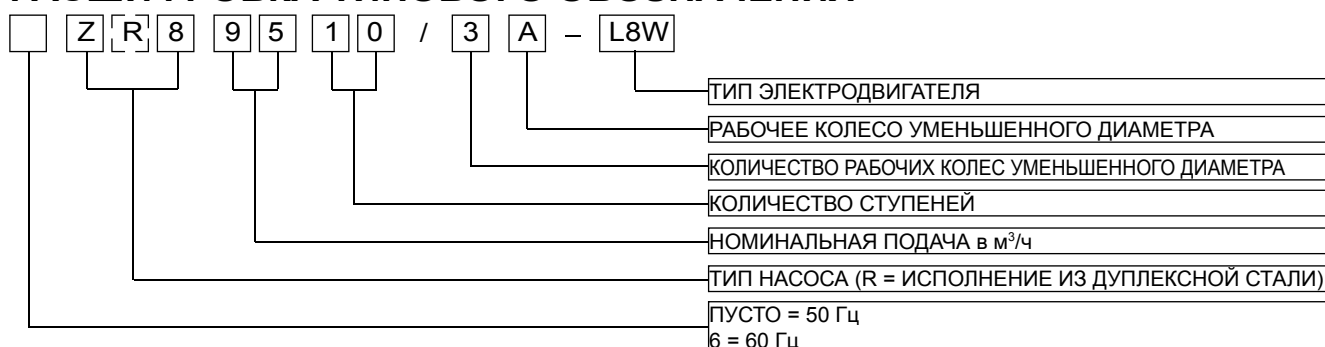 Z R 8 9 5 1 0 / 3 A – L8W
ТИП ЭЛЕКТРОДВИГАТЕЛЯ
РАБОЧЕЕ КОЛЕСО УМЕНЬШЕННОГО ДИАМЕТРА
КОЛИЧЕСТВО РАБОЧИХ КОЛЕС УМЕНЬШЕННОГО ДИАМЕТРА
КОЛИЧЕСТВО СТУПЕНЕЙ
НОМИНАЛЬНАЯ ПОДАЧА в м³/ч
ТИП НАСОСА (R = ИСПОЛНЕНИЕ ИЗ ДУПЛЕКСНОЙ СТАЛИ)
ПУСТО = 50 Гц
6 = 60 Гц